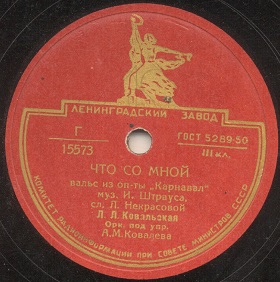 ЛЕНИНГРАДСКИЙ ЗАВОД
Г
15573
ГОСТ 5289-50
III кл.
ЧТО СО МНОЙ
вальс из оп-ты „Карнавал"
муз. И. Штрауса,
сл. Л. Некрасовой
Л. Л. Ковальская
Орк. под упр.
А.М.Ковалева
КОМИТЕТ РАДИОИНФОРМАЦИИ ПРИ СОВЕТЕ МИНИСТРОВ СССР